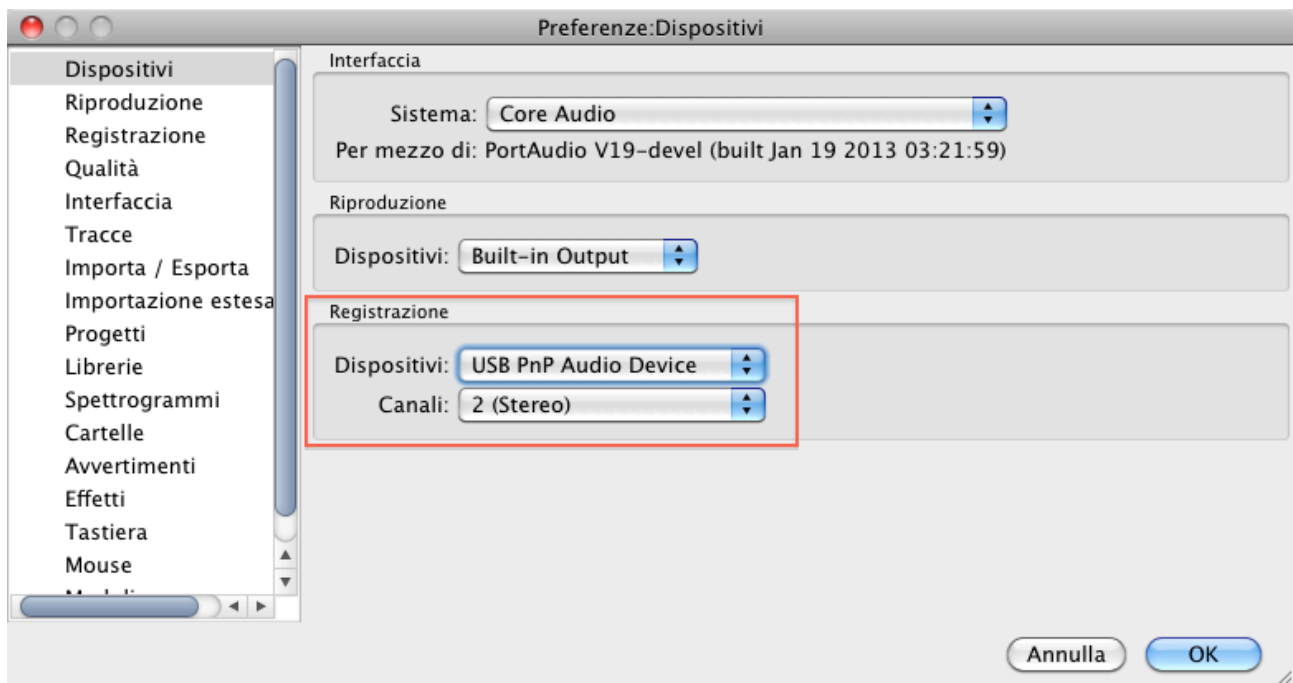 Preferenze:Dispositivi
Dispositivi
Riproduzione
Registrazione
Qualità
Interfaccia
Tracce
Importa / Esporta
Importazione estesa
Progetti
Librerie
Spettrogrammi
Cartelle
Avvertimenti
Effetti
Tastiera
Mouse
Interfaccia
Sistema: Core Audio
Per mezzo di: PortAudio V19-devel (built Jan 19 2013 03:21:59)
Riproduzione
Dispositivi: Built-in Output
Registrazione
Dispositivi: USB PnP Audio Device
Canali: 2 (Stereo)
Annulla OK